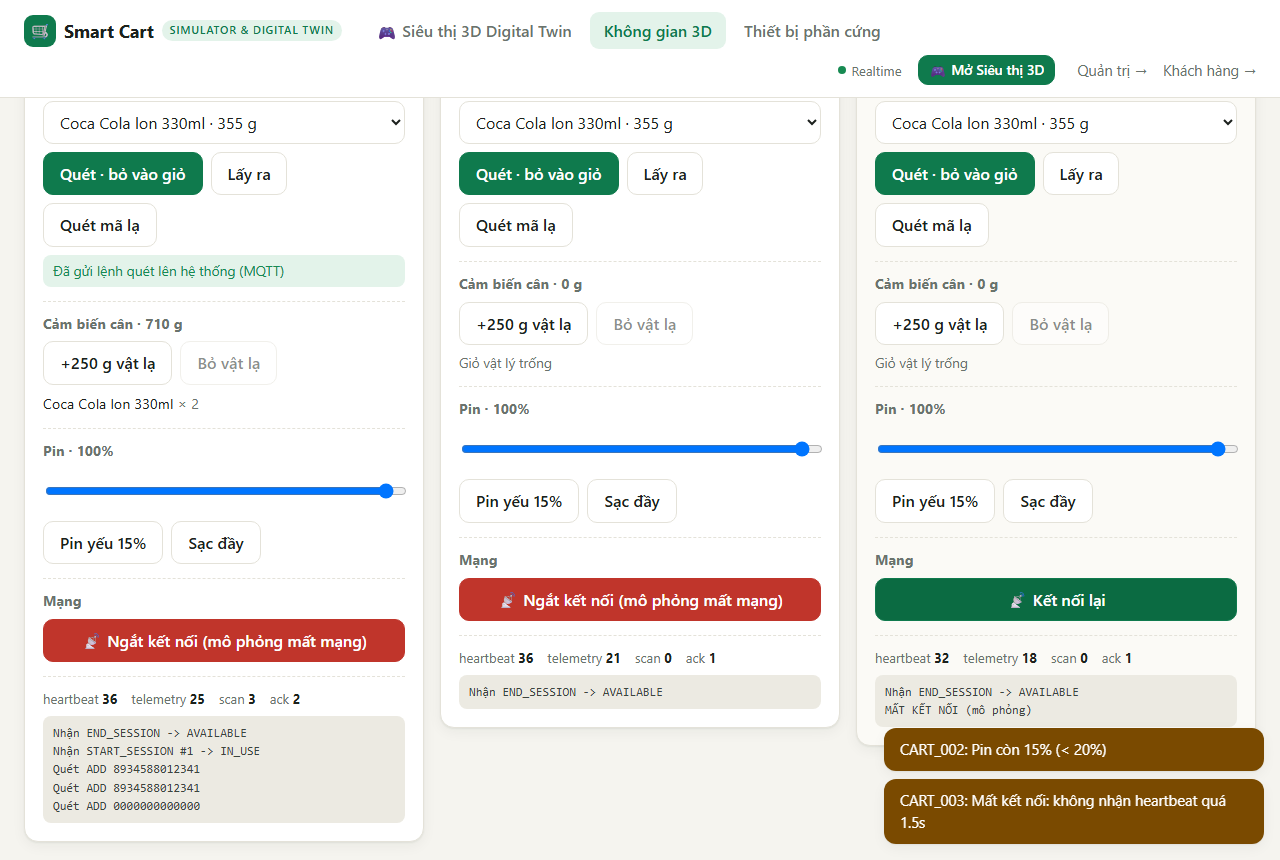 Smart Cart
SIMULATOR & DIGITAL TWIN
Siêu thị 3D Digital Twin
Không gian 3D
Thiết bị phần cứng
Realtime
Mở Siêu thị 3D
Quản trị →
Khách hàng →
Coca Cola lon 330ml · 355 g
Quét · bỏ vào giỏ
Lấy ra
Quét mã lạ
Đã gửi lệnh quét lên hệ thống (MQTT)
Cảm biến cân · 710 g
+250 g vật lạ
Bỏ vật lạ
Coca Cola lon 330ml × 2
Pin · 100%
Pin yếu 15%
Sạc đầy
Mạng
Ngắt kết nối (mô phỏng mất mạng)
heartbeat 36 telemetry 25 scan 3 ack 2
Nhận END_SESSION -> AVAILABLE
Nhận START_SESSION #1 -> IN_USE
Quét ADD 8934588012341
Quét ADD 8934588012341
Quét ADD 0000000000000
Coca Cola lon 330ml · 355 g
Quét · bỏ vào giỏ
Lấy ra
Quét mã lạ
Cảm biến cân · 0 g
+250 g vật lạ
Bỏ vật lạ
Giỏ vật lý trống
Pin · 100%
Pin yếu 15%
Sạc đầy
Mạng
Ngắt kết nối (mô phỏng mất mạng)
heartbeat 36 telemetry 21 scan 0 ack 1
Nhận END_SESSION -> AVAILABLE
Coca Cola lon 330ml · 355 g
Quét · bỏ vào giỏ
Lấy ra
Quét mã lạ
Cảm biến cân · 0 g
+250 g vật lạ
Bỏ vật lạ
Giỏ vật lý trống
Pin · 100%
Pin yếu 15%
Sạc đầy
Mạng
Kết nối lại
heartbeat 32 telemetry 18 scan 0 ack 1
Nhận END_SESSION -> AVAILABLE
MẤT KẾT NỐI (mô phỏng)
CART_002: Pin còn 15% (< 20%)
CART_003: Mất kết nối: không nhận heartbeat quá
1.5s